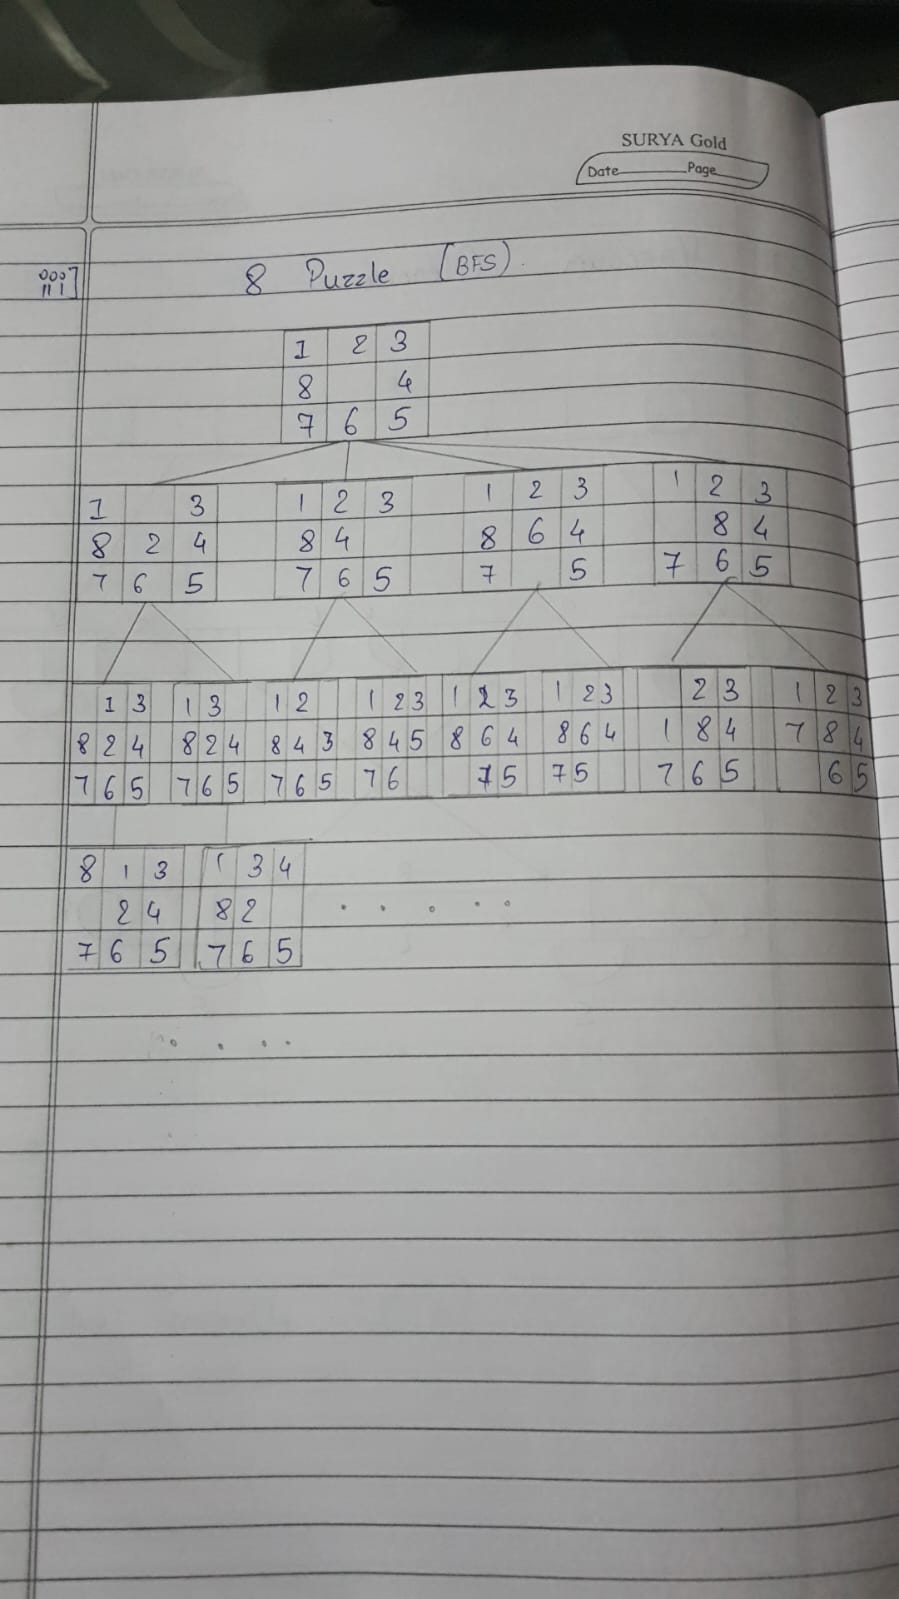 SURYA Gold
Date Page
000
111
8 Puzzle (BFS).
1 2 3
8 4
7 6 5
1 3 1 2 3 1 2 3 1 2 3
8 2 4 8 4 8 6 4 8 4
7 6 5 7 6 5 7 5 7 6 5
1 3 1 3 1 2 1 2 3 1 2 3 1 2 3 2 3 1 2 3
8 2 4 8 2 4 8 4 3 8 4 5 8 6 4 8 6 4 1 8 4 7 8 4
7 6 5 7 6 5 7 6 5 7 6 7 5 7 5 7 6 5 6 5
8 1 3 1 3 4
2 4 8 2 . . . . .
7 6 5 7 6 5
. . . .